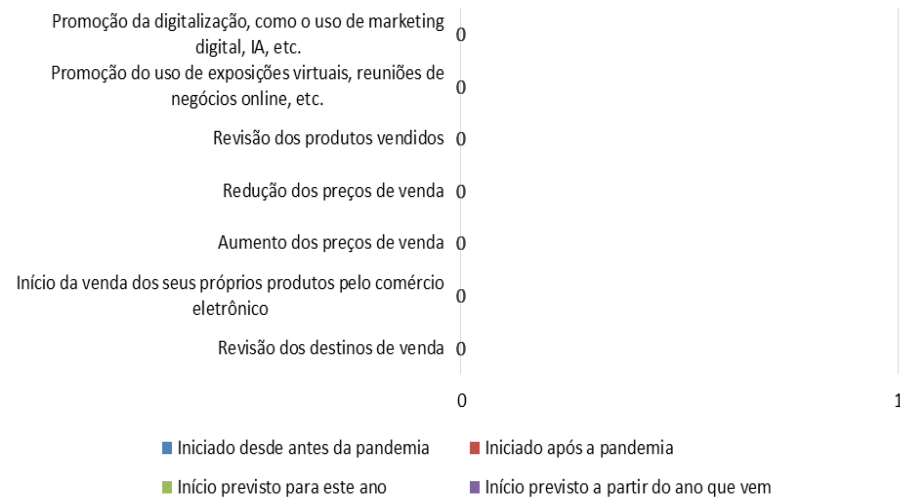 Promoção da digitalização, como o uso de marketing
digital, IA, etc.
0
Promoção do uso de exposições virtuais, reuniões de
negócios online, etc.
0
Revisão dos produtos vendidos 0
Redução dos preços de venda 0
Aumento dos preços de venda 0
Início da venda dos seus próprios produtos pelo comércio
eletrônico
0
Revisão dos destinos de venda 0
0 1
Iniciado desde antes da pandemia Iniciado após a pandemia
Início previsto para este ano Início previsto a partir do ano que vem